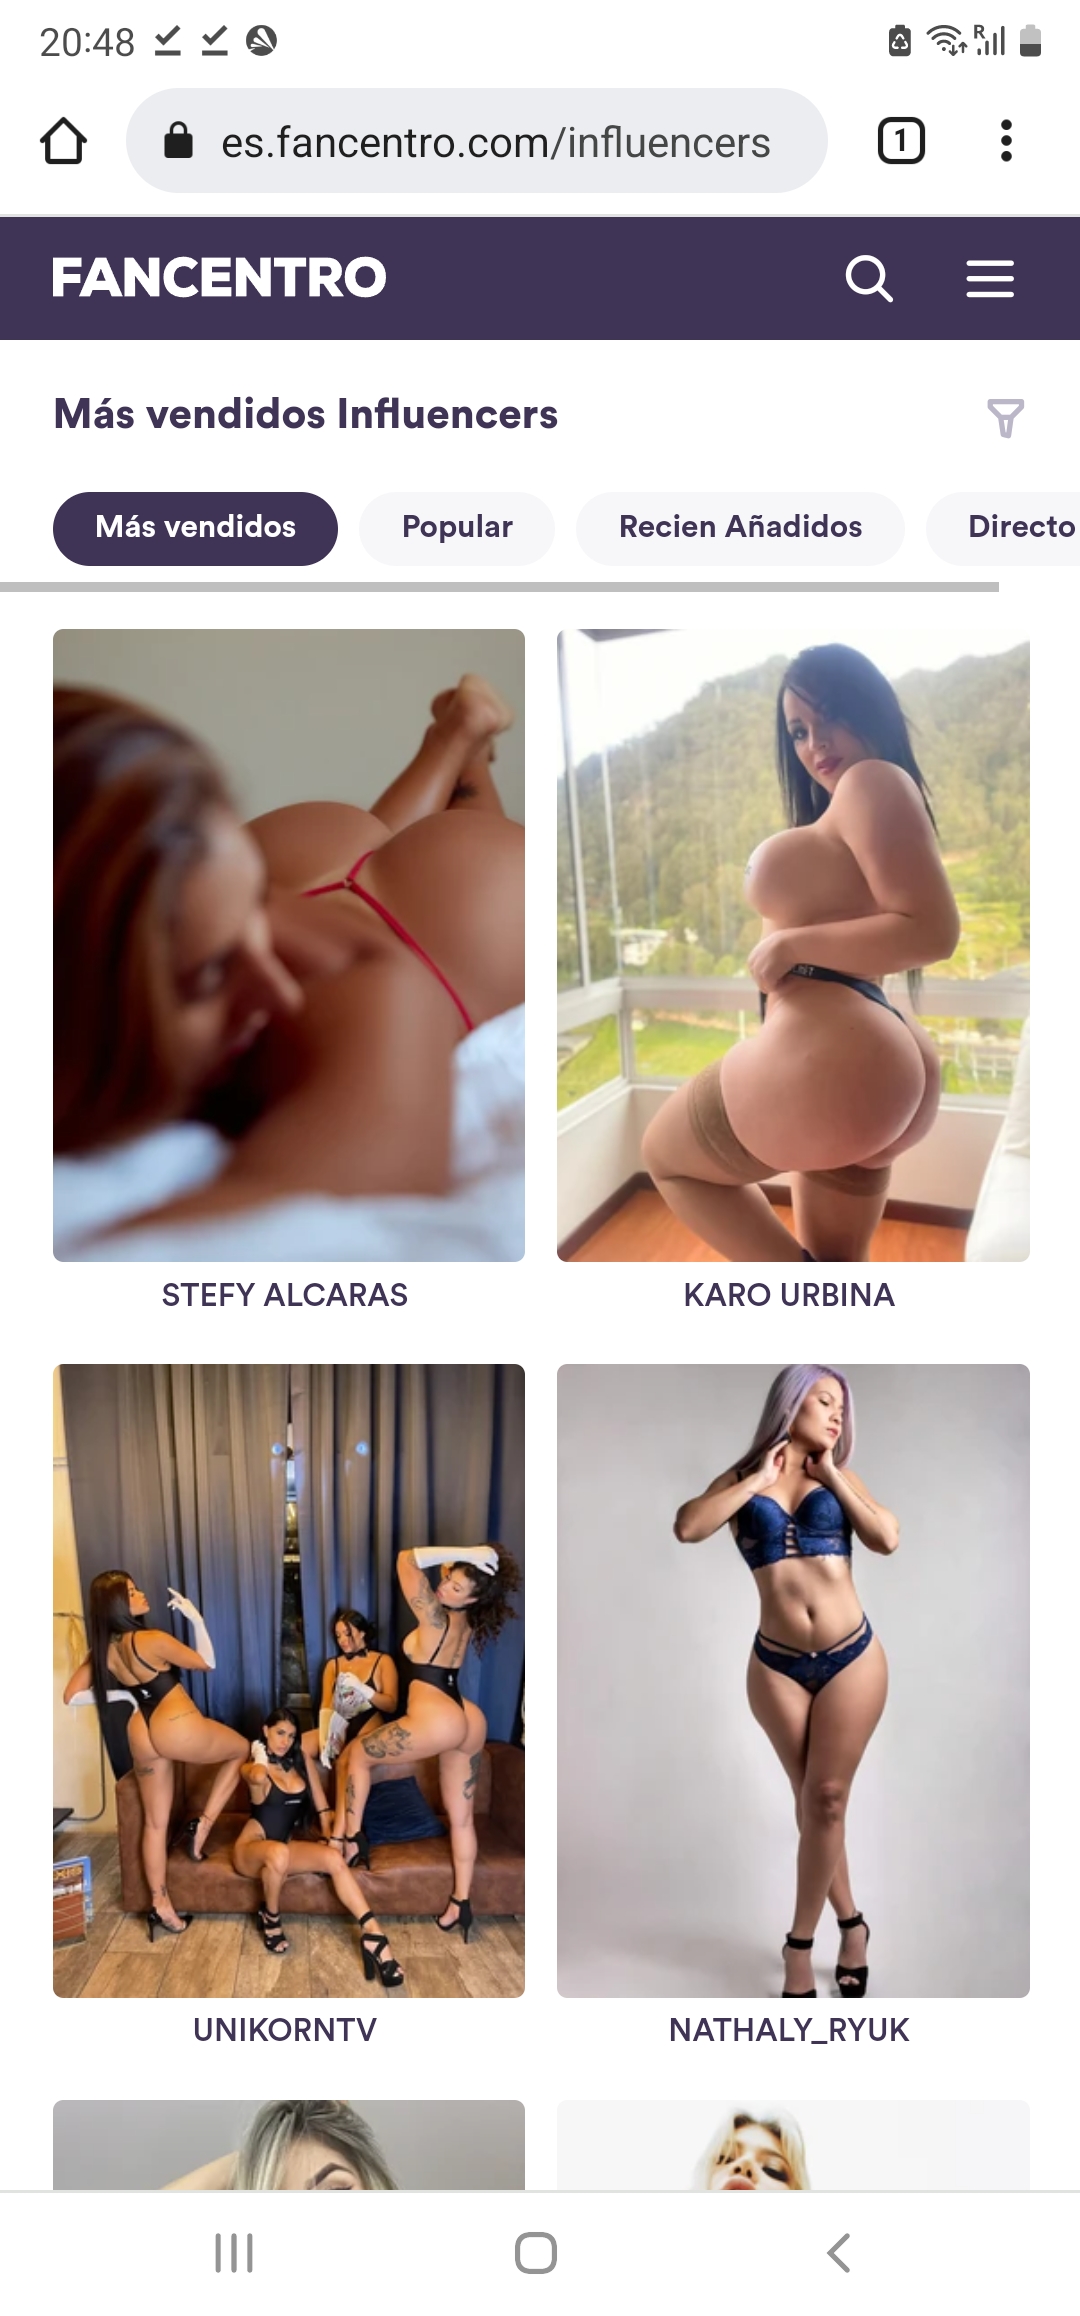 20:48
R
es.fancentro.com/influencers
1
FANCENTRO
Más vendidos Influencers
Más vendidos
Popular
Recien Añadidos
Directo
STEFY ALCARAS
KARO URBINA
UNIKORNTV
NATHALY_RYUK